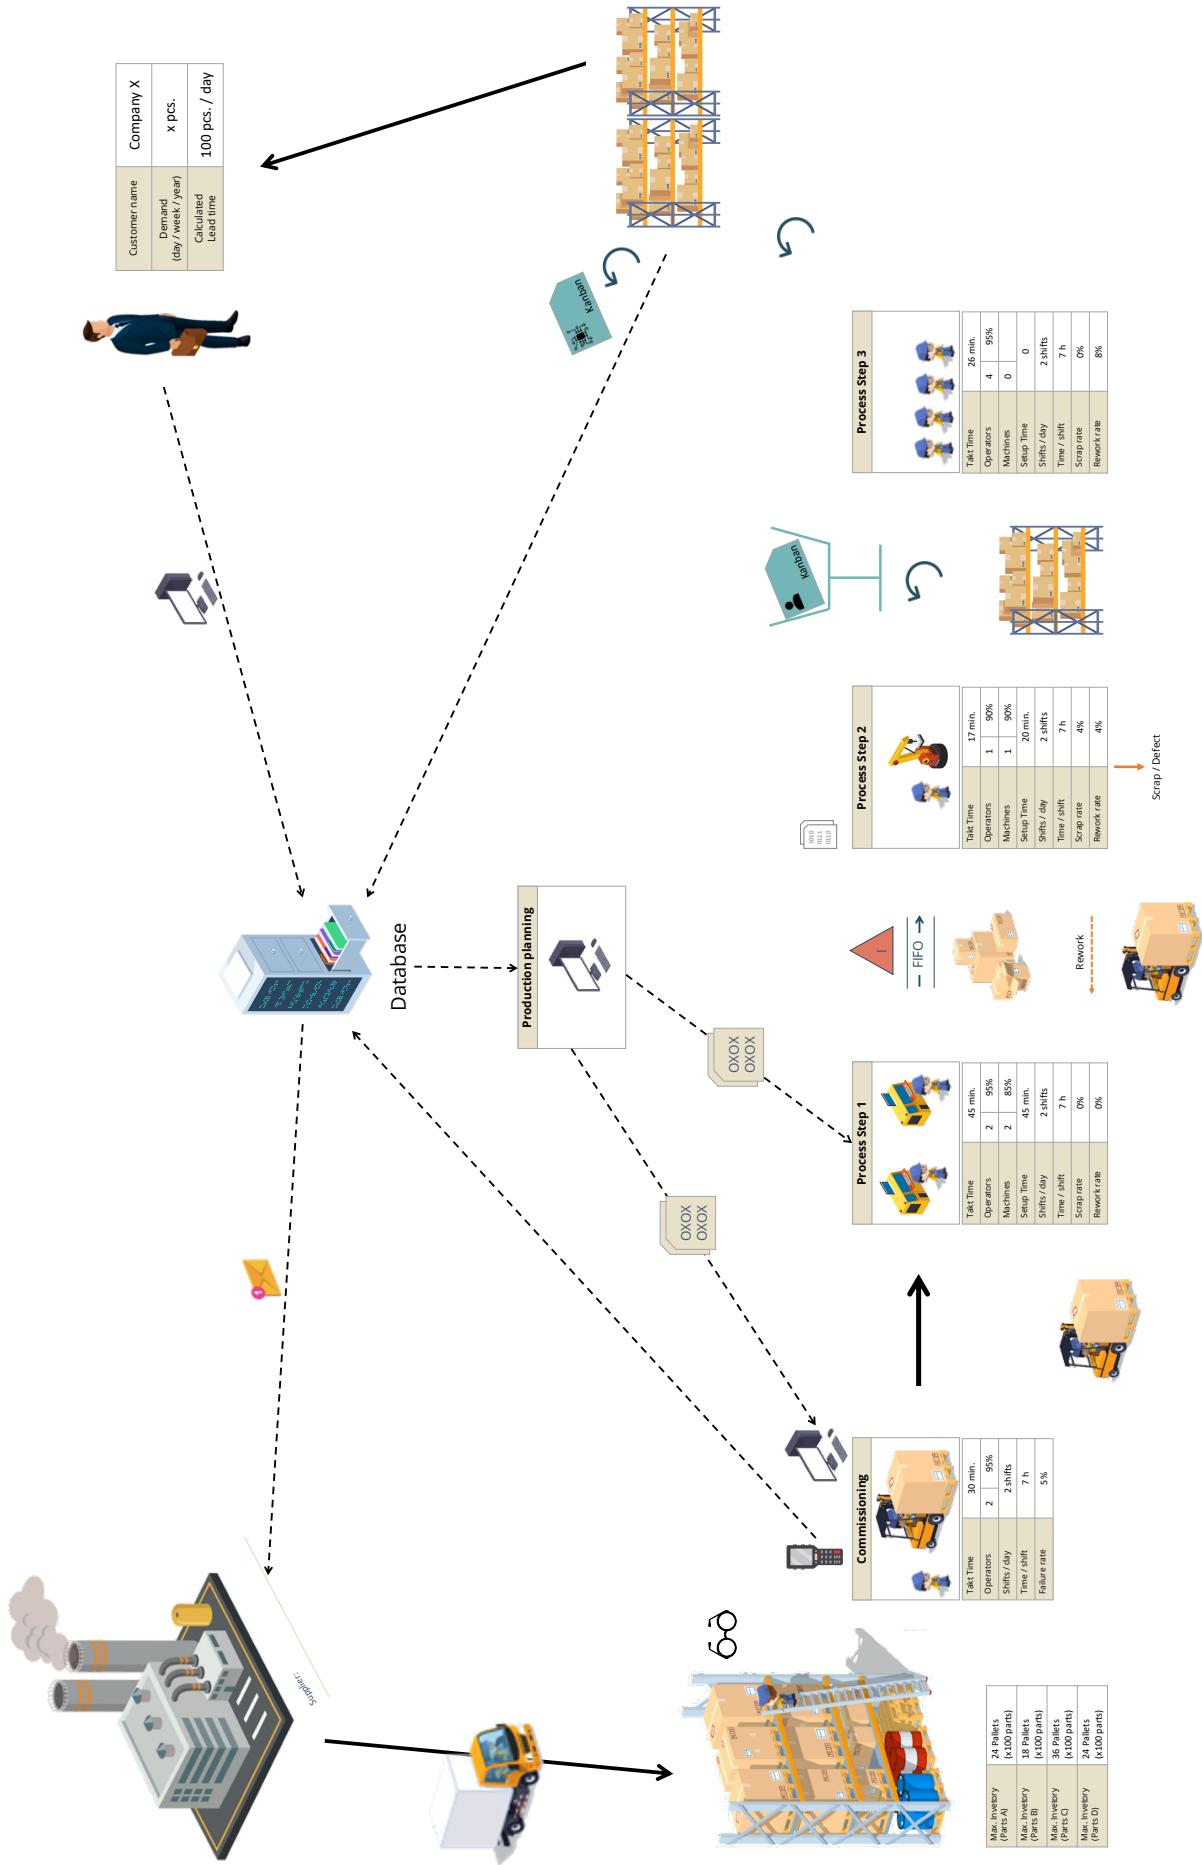 Supplier:
Customer name Company X
Demand x pcs.
(day / week / year)
Calculated 100 pcs. / day
Lead time
Database
Production planning
OXOX
OXOX
OXOX
OXOX
Kanban
Kanban
Max. Invetory 24 Pallets
(Parts A) (x100 parts)
Max. Invetory 18 Pallets
(Parts B) (x100 parts)
Max. Invetory 36 Pallets
(Parts C) (x100 parts)
Max. Invetory 24 Pallets
(Parts D) (x100 parts)
Commissioning
Takt Time 30 min.
Operators 2 95%
Shifts / day 2 shifts
Time / shift 7 h
Failure rate 5%
Process Step 1
Takt Time 45 min.
Operators 2 95%
Machines 2 85%
Setup Time 45 min.
Shifts / day 2 shifts
Time / shift 7 h
Scrap rate 0%
Rework rate 0%
I
FIFO
Rework
1010
0111
0110
Process Step 2
Takt Time 17 min.
Operators 1 90%
Machines 1 90%
Setup Time 20 min.
Shifts / day 2 shifts
Time / shift 7 h
Scrap rate 4%
Rework rate 4%
Scrap / Defect
Process Step 3
Takt Time 26 min.
Operators 4 95%
Machines 0
Setup Time 0
Shifts / day 2 shifts
Time / shift 7 h
Scrap rate 0%
Rework rate 8%